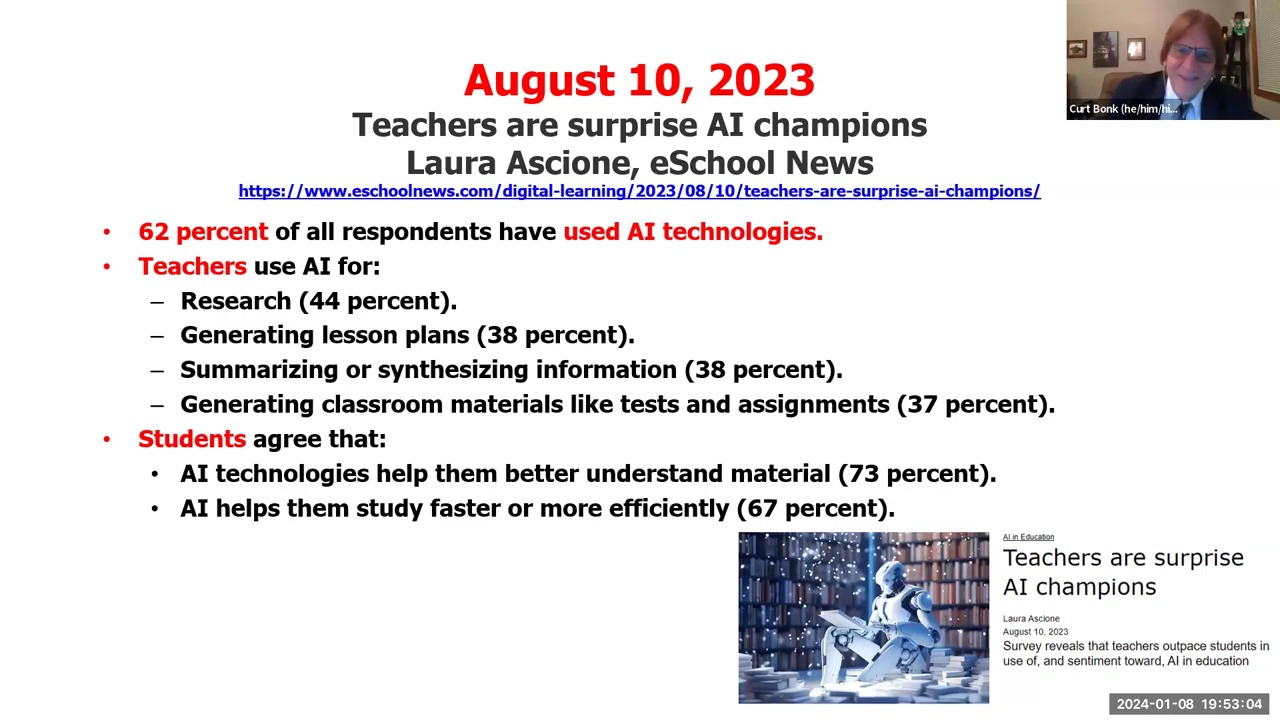 August 10, 2023
Teachers are surprise AI champions
Laura Ascione, eSchool News
https://www.eschoolnews.com/digital-learning/2023/08/10/teachers-are-surprise-ai-champions/
Curt Bonk (he/him/hi...
• 62 percent of all respondents have used AI technologies.
• Teachers use AI for:
– Research (44 percent).
– Generating lesson plans (38 percent).
– Summarizing or synthesizing information (38 percent).
– Generating classroom materials like tests and assignments (37 percent).
• Students agree that:
• AI technologies help them better understand material (73 percent).
• AI helps them study faster or more efficiently (67 percent).
AI in Education
Teachers are surprise
AI champions
Laura Ascione
August 10, 2023
Survey reveals that teachers outpace students in
use of, and sentiment toward, AI in education
2024-01-08 19:53:04